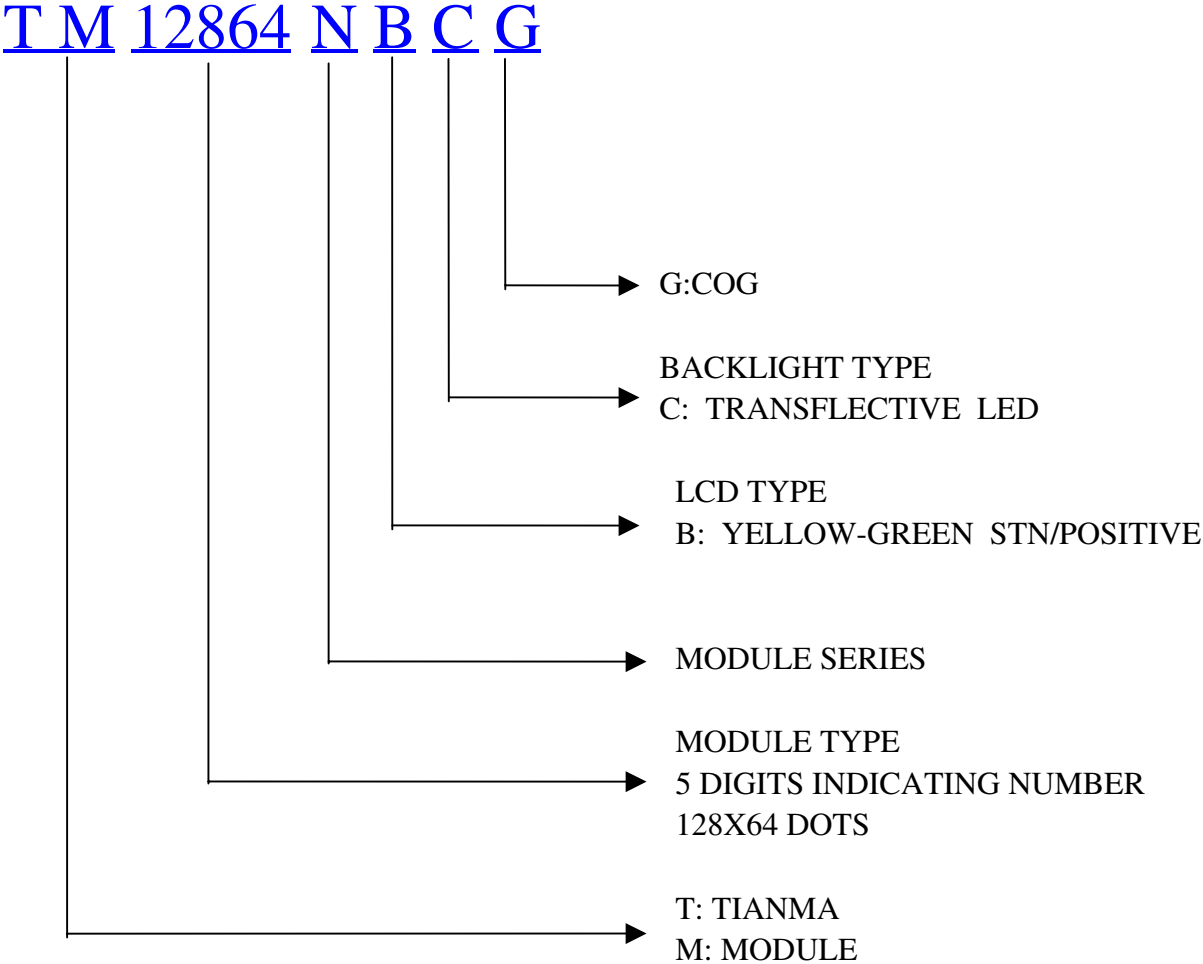 T M 12864 N B C G
G:COG
BACKLIGHT TYPE
C: TRANSFLECTIVE LED
LCD TYPE
B: YELLOW-GREEN STN/POSITIVE
MODULE SERIES
MODULE TYPE
5 DIGITS INDICATING NUMBER
128X64 DOTS
T: TIANMA
M: MODULE